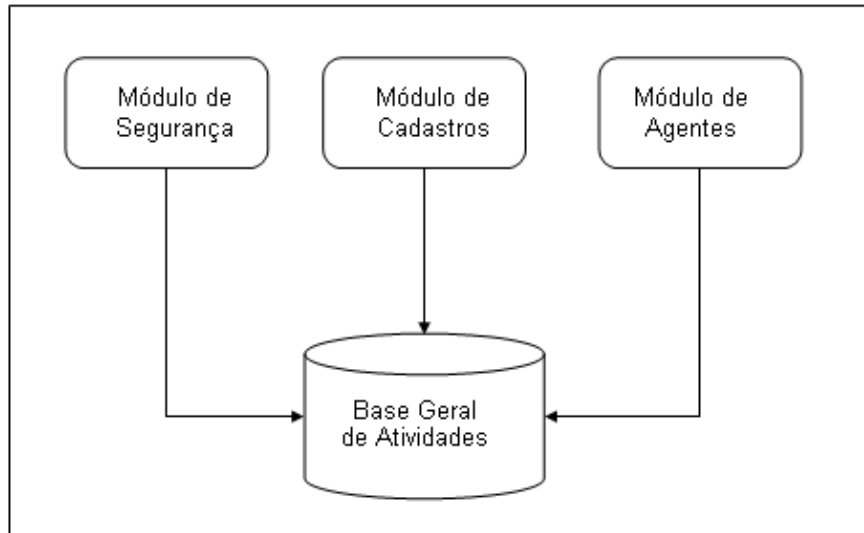 Módulo de
Segurança
Módulo de
Cadastros
Módulo de
Agentes
Base Geral
de Atividades